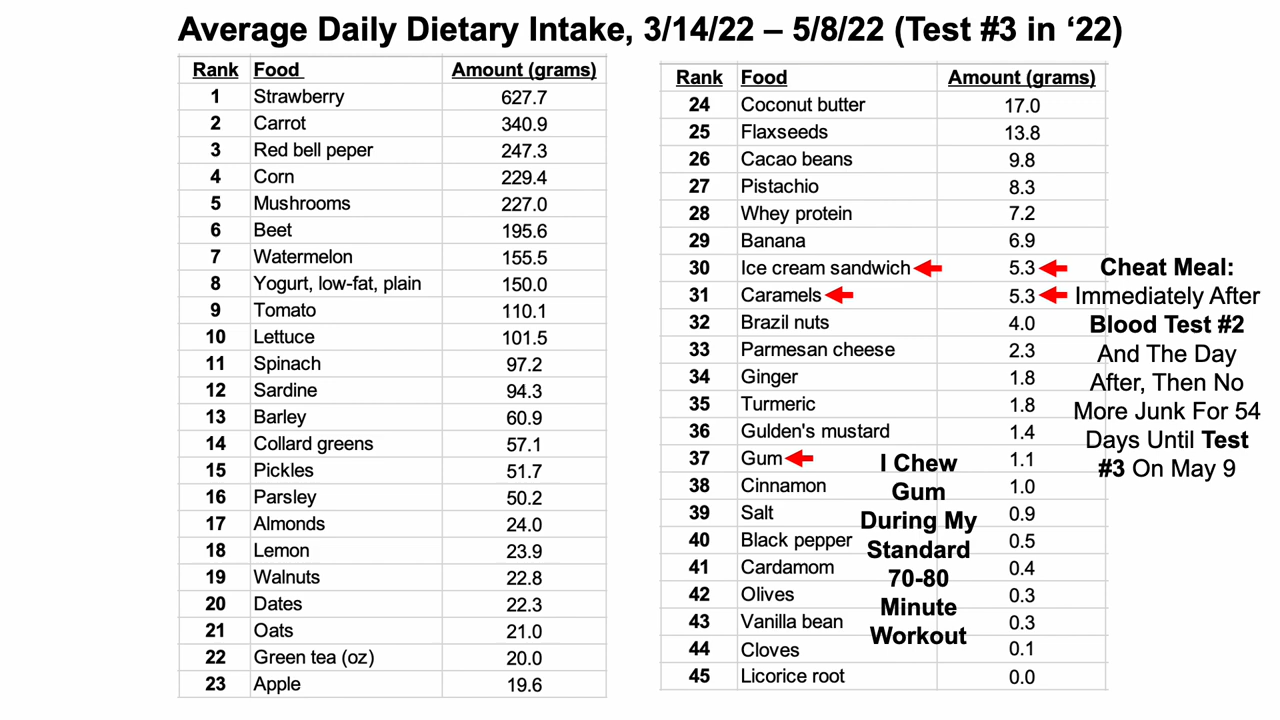 Average Daily Dietary Intake, 3/14/22 – 5/8/22 (Test #3 in ‘22)
Rank Food Amount (grams)
1 Strawberry 627.7
2 Carrot 340.9
3 Red bell peper 247.3
4 Corn 229.4
5 Mushrooms 227.0
6 Beet 195.6
7 Watermelon 155.5
8 Yogurt, low-fat, plain 150.0
9 Tomato 110.1
10 Lettuce 101.5
11 Spinach 97.2
12 Sardine 94.3
13 Barley 60.9
14 Collard greens 57.1
15 Pickles 51.7
16 Parsley 50.2
17 Almonds 24.0
18 Lemon 23.9
19 Walnuts 22.8
20 Dates 22.3
21 Oats 21.0
22 Green tea (oz) 20.0
23 Apple 19.6
Rank Food Amount (grams)
24 Coconut butter 17.0
25 Flaxseeds 13.8
26 Cacao beans 9.8
27 Pistachio 8.3
28 Whey protein 7.2
29 Banana 6.9
30 Ice cream sandwich 5.3
31 Caramels 5.3
32 Brazil nuts 4.0
33 Parmesan cheese 2.3
34 Ginger 1.8
35 Turmeric 1.8
36 Gulden's mustard 1.4
37 Gum 1.1
38 Cinnamon 1.0
39 Salt 0.9
40 Black pepper 0.5
41 Cardamom 0.4
42 Olives 0.3
43 Vanilla bean 0.3
44 Cloves 0.1
45 Licorice root 0.0
I Chew
Gum
During My
Standard
70-80
Minute
Workout
Cheat Meal:
Immediately After
Blood Test #2
And The Day
After, Then No
More Junk For 54
Days Until Test
#3 On May 9